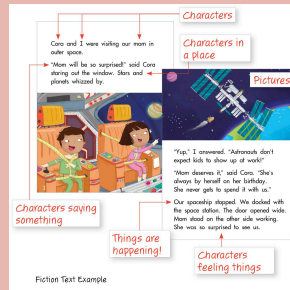 Characters
Cora and I were visiting our mom in
outer space.
"Mom will be so surprised!" said Cora
staring out the window. Stars and
planets whizzed by.
Characters in
a place
Pictures
"Yup," I answered. "Astronauts don't
expect kids to show up at work!"
"Mom deserves it," said Cora. "She's
always by herself on her birthday.
She never gets to spend it with us."
Characters saying
something
Our spaceship stopped. We docked with
the space station. The door opened wide.
Mom stood on the other side working.
She was so surprised to see us.
Things are
happening!
Characters
feeling things
Fiction Text Example